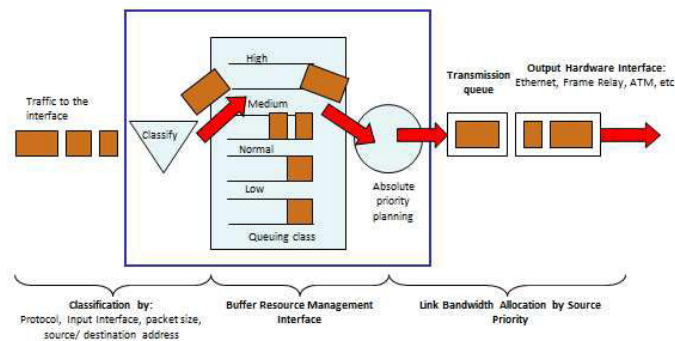 Traffic to the
interface
Classify
High
Medium
Normal
Low
Queuing class
Absolute
priority
planning
Transmission
queue
Output Hardware Interface:
Ethernet, Frame Relay, ATM, etc
Classification by:
Protocol, Input Interface, packet size,
source/ destination address
Buffer Resource Management
Interface
Link Bandwidth Allocation by Source
Priority